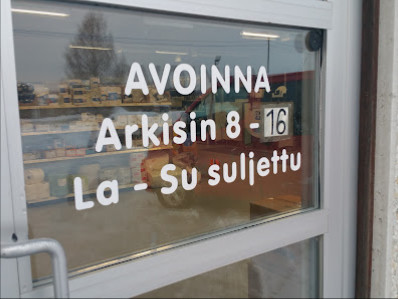 AVOINNA
Arkisin 8 - 16
La - Su suljettu